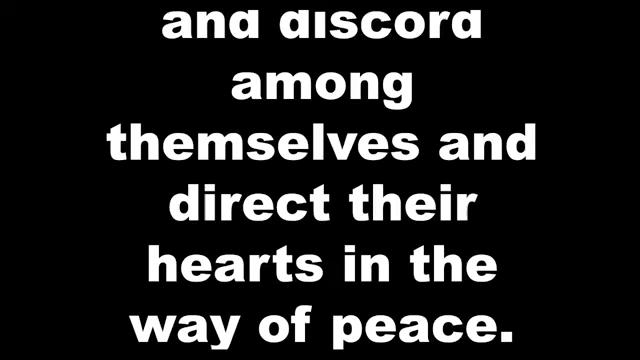 and discord
among
themselves and
direct their
hearts in the
way of peace.